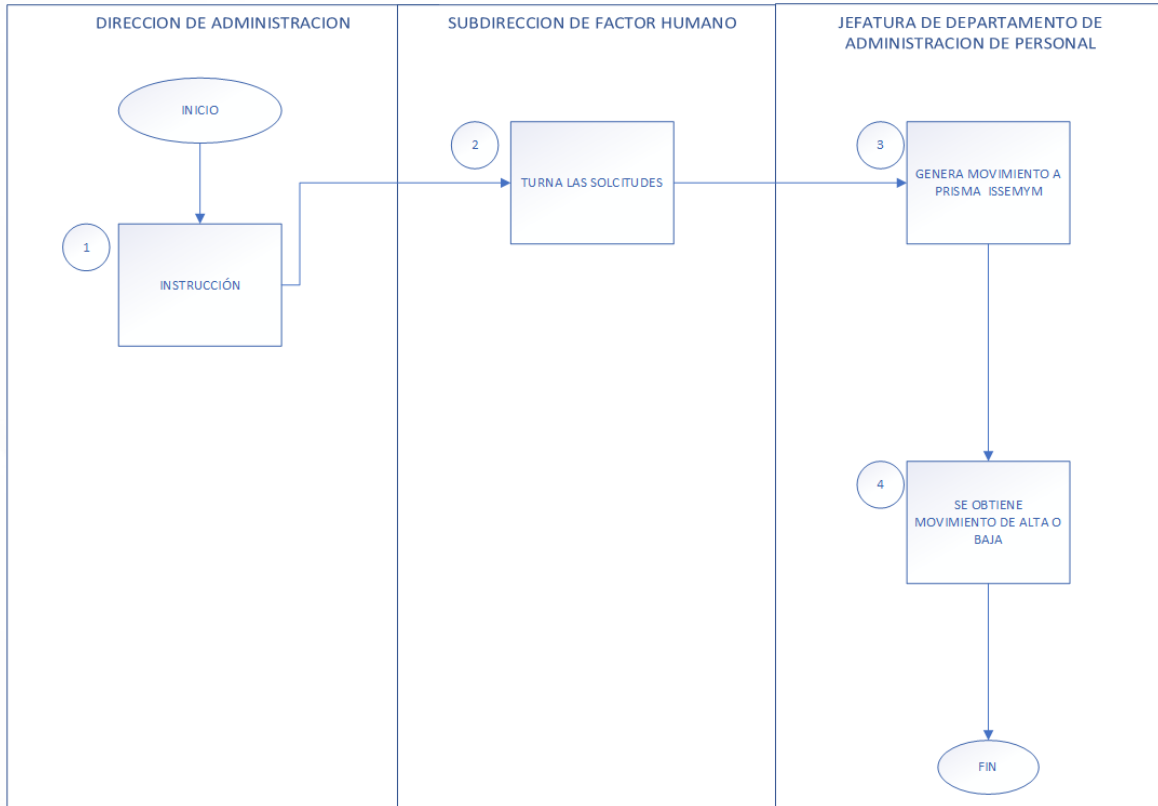 DIRECCION DE ADMINISTRACION
SUBDIRECCION DE FACTOR HUMANO
JEFATURA DE DEPARTAMENTO DE
ADMINISTRACION DE PERSONAL
INICIO
1
INSTRUCCIÓN
2
TURNA LAS SOLCITUDES
3
GENERA MOVIMIENTO A
PRISMA ISSEMYM
4
SE OBTIENE
MOVIMIENTO DE ALTA O
BAJA
FIN